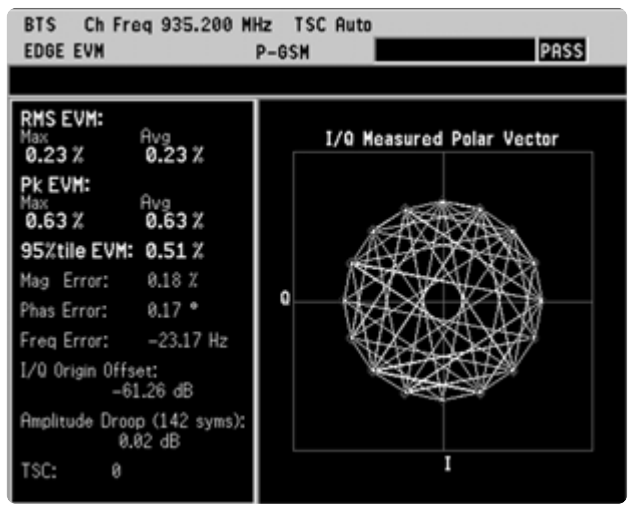 BTS Ch Freq 935.200 MHz TSC Auto
EDGE EVM P-GSM PASS
RMS EVM:
Max Avg
0.23 % 0.23 %
Pk EVM:
Max Avg
0.63 % 0.63 %
95%tile EVM: 0.51 %
Mag Error: 0.18 %
Phas Error: 0.17 °
Freq Error: -23.17 Hz
I/Q Origin Offset:
-61.26 dB
Amplitude Droop (142 syms):
0.02 dB
TSC: 0
I/Q Measured Polar Vector
Q
I